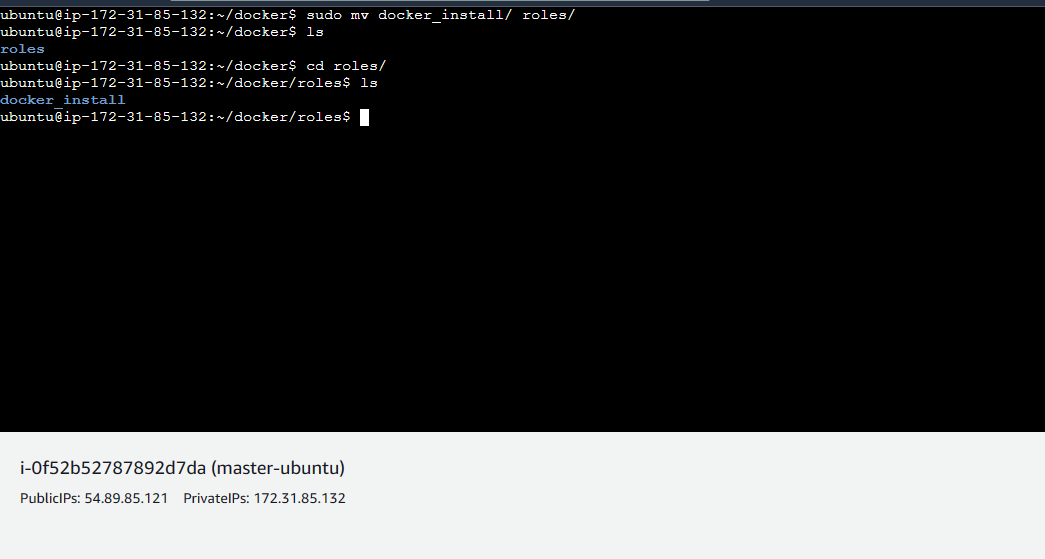 ubuntu@ip-172-31-85-132:~/docker$ sudo mv docker_install/ roles/
ubuntu@ip-172-31-85-132:~/docker$ ls
roles
ubuntu@ip-172-31-85-132:~/docker$ cd roles/
ubuntu@ip-172-31-85-132:~/docker/roles$ ls
docker_install
ubuntu@ip-172-31-85-132:~/docker/roles$
i-0f52b52787892d7da (master-ubuntu)
PublicIPs: 54.89.85.121 PrivateIPs: 172.31.85.132